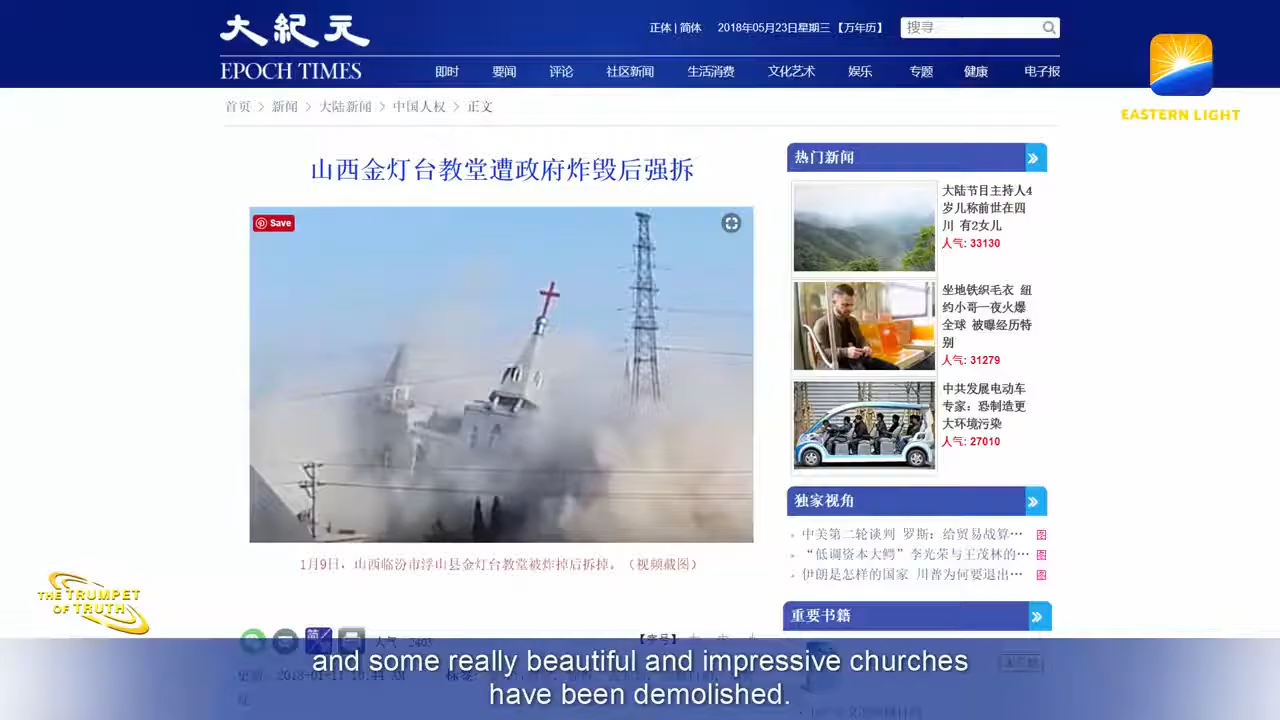 大紀元
EPOCH TIMES
正体 | 简体
2018年05月23日星期三 【万年历】
搜寻
即时
要闻
评论
社区新闻
生活消费
文化艺术
娱乐
专题
健康
电子报
EASTERN LIGHT
首页 > 新闻 > 大陆新闻 > 中国人权 > 正文
山西金灯台教堂遭政府炸毁后强拆
Save
1月9日，山西临汾市浮山县金灯台教堂被炸掉后拆掉。（视频截图）
热门新闻
大陆节目主持人4
岁儿称前世在四
川 有2女儿
人气: 33130
坐地铁织毛衣 纽
约小哥一夜火爆
全球 被曝经历特
别
人气: 31279
中共发展电动车
专家：恐制造更
大环境污染
人气: 27010
独家视角
中美第二轮谈判 罗斯：给贸易战算… 图
“低调资本大鳄”李光荣与王茂林的… 图
伊朗是怎样的国家 川普为何要退出… 图
重要书籍
THE TRUMPET
OF TRUTH
【字号】
and some really beautiful and impressive churches
have been demolished.